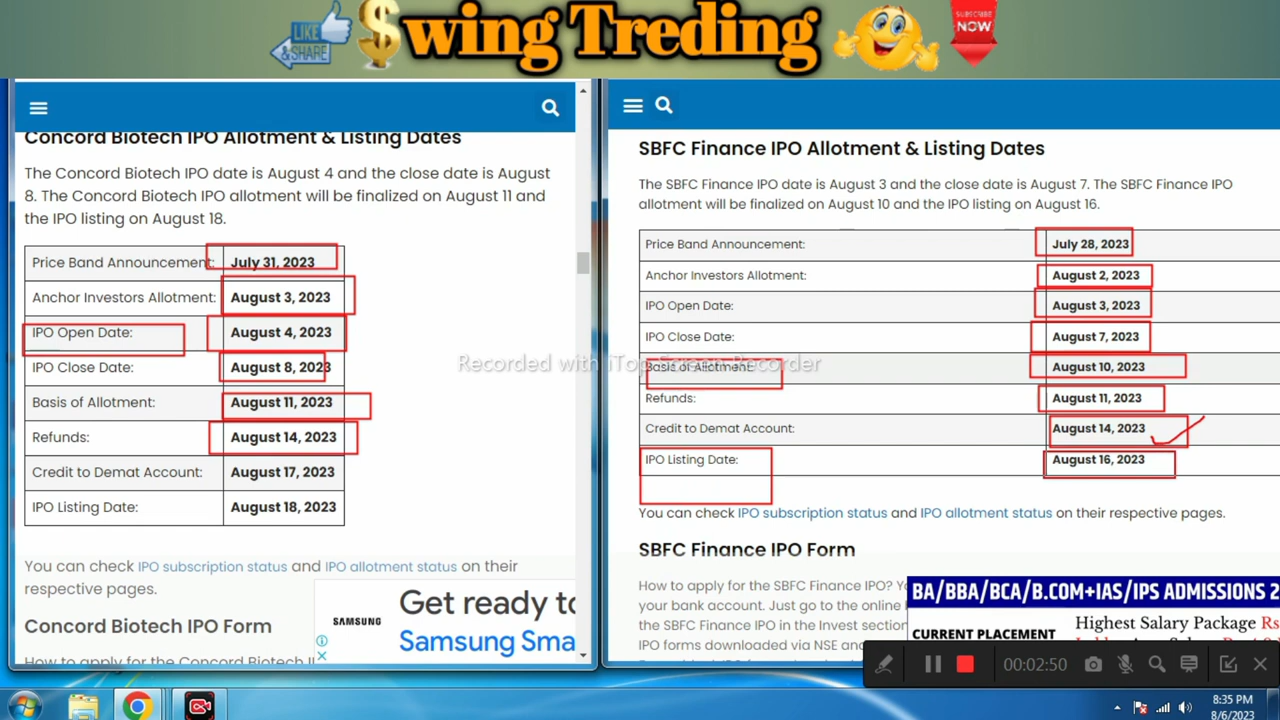 LIKE
&SHARE
$wing Treding
SUBSCRIBE
NOW
Concord Biotech IPO Allotment & Listing Dates
The Concord Biotech IPO date is August 4 and the close date is August
8. The Concord Biotech IPO allotment will be finalized on August 11 and
the IPO listing on August 18.
Price Band Announcement: July 31, 2023
Anchor Investors Allotment: August 3, 2023
IPO Open Date: August 4, 2023
IPO Close Date: August 8, 2023
Basis of Allotment: August 11, 2023
Refunds: August 14, 2023
Credit to Demat Account: August 17, 2023
IPO Listing Date: August 18, 2023
You can check IPO subscription status and IPO allotment status on their
respective pages.
Concord Biotech IPO Form
How to apply for the Concord Biotech
SAMSUNG
Get ready to
Samsung Sma
SBFC Finance IPO Allotment & Listing Dates
The SBFC Finance IPO date is August 3 and the close date is August 7. The SBFC Finance IPO
allotment will be finalized on August 10 and the IPO listing on August 16.
Price Band Announcement: July 28, 2023
Anchor Investors Allotment: August 2, 2023
IPO Open Date: August 3, 2023
IPO Close Date: August 7, 2023
Basis of Allotment: August 10, 2023
Refunds: August 11, 2023
Credit to Demat Account: August 14, 2023
IPO Listing Date: August 16, 2023
You can check IPO subscription status and IPO allotment status on their respective pages.
SBFC Finance IPO Form
How to apply for the SBFC Finance IPO?
your bank account. Just go to the online
the SBFC Finance IPO in the Invest section
IPO forms downloaded via NSE and
BA/BBA/BCA/B.COM+IAS/IPS ADMISSIONS 2
CURRENT PLACEMENT
Highest Salary Package Rs
Recorded with iTop Screen Recorder
00:02:50
8:35 PM
8/6/2023